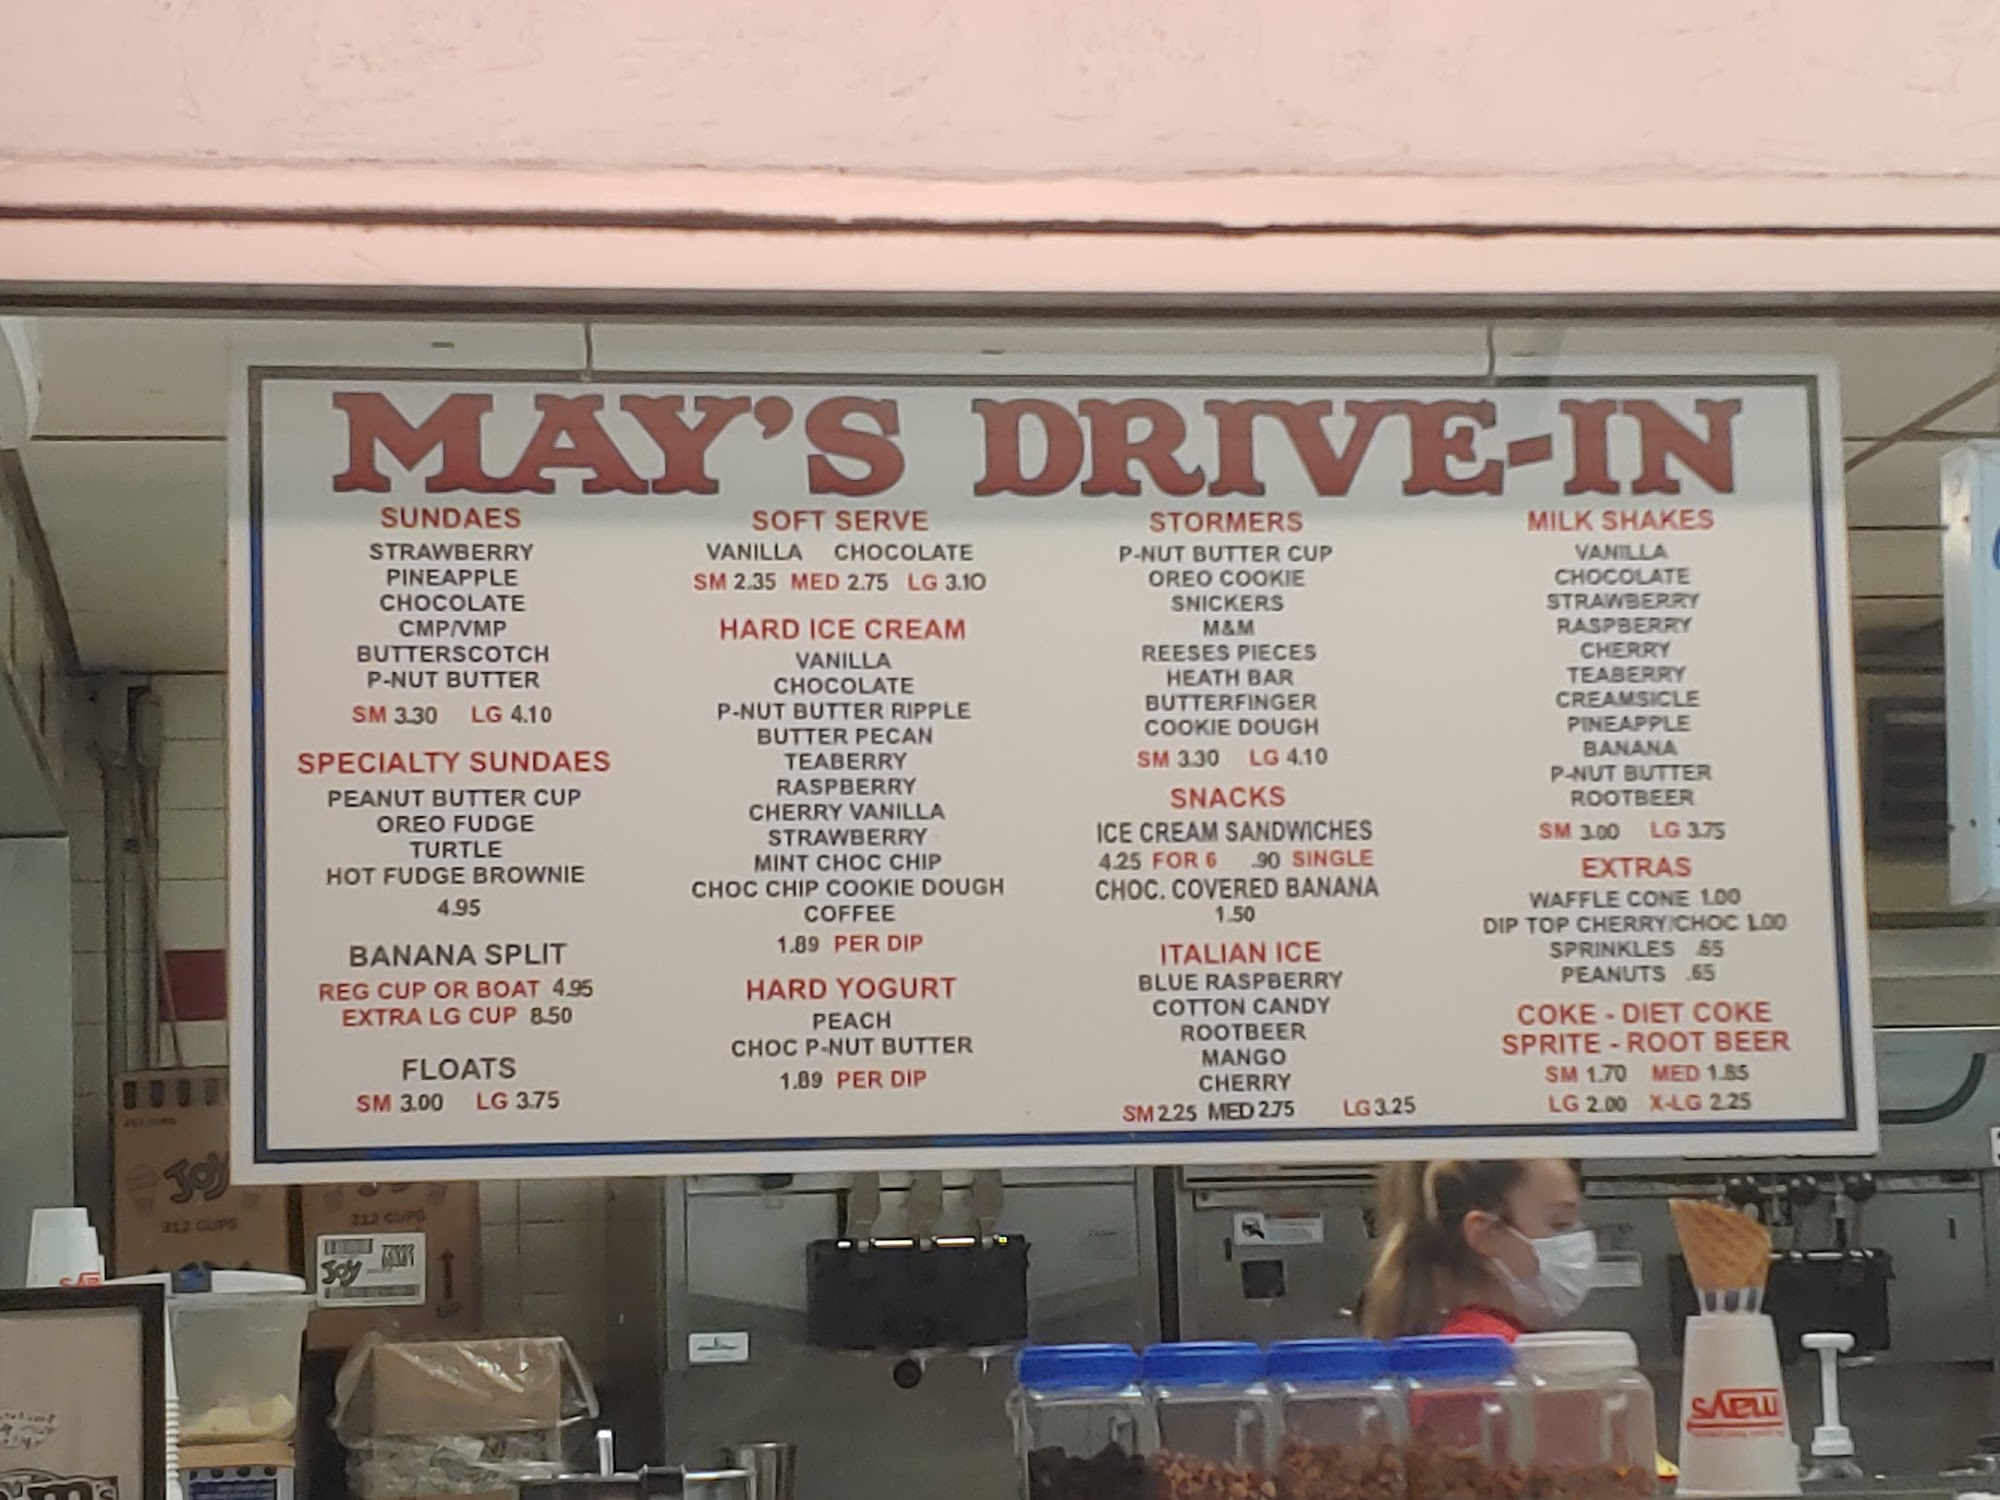 MAY'S DRIVE-IN
SUNDAES
STRAWBERRY
PINEAPPLE
CHOCOLATE
CMP/VMP
BUTTERSCOTCH
P-NUT BUTTER
SM 3.30 LG 4.10
SPECIALTY SUNDAES
PEANUT BUTTER CUP
OREO FUDGE
TURTLE
HOT FUDGE BROWNIE
4.95
BANANA SPLIT
REG CUP OR BOAT 4.95
EXTRA LG CUP 8.50
FLOATS
SM 3.00 LG 3.75
SOFT SERVE
VANILLA CHOCOLATE
SM 2.35 MED 2.75 LG 3.10
HARD ICE CREAM
VANILLA
CHOCOLATE
P-NUT BUTTER RIPPLE
BUTTER PECAN
TEABERRY
RASPBERRY
CHERRY VANILLA
STRAWBERRY
MINT CHOC CHIP
CHOC CHIP COOKIE DOUGH
COFFEE
1.89 PER DIP
HARD YOGURT
PEACH
CHOC P-NUT BUTTER
1.89 PER DIP
STORMERS
P-NUT BUTTER CUP
OREO COOKIE
SNICKERS
M&M
REESES PIECES
HEATH BAR
BUTTERFINGER
COOKIE DOUGH
SM 3.30 LG 4.10
SNACKS
ICE CREAM SANDWICHES
4.25 FOR 6 .90 SINGLE
CHOC. COVERED BANANA
1.50
ITALIAN ICE
BLUE RASPBERRY
COTTON CANDY
ROOTBEER
MANGO
CHERRY
SM 2.25 MED 2.75 LG 3.25
MILK SHAKES
VANILLA
CHOCOLATE
STRAWBERRY
RASPBERRY
CHERRY
TEABERRY
CREAMSICLE
PINEAPPLE
BANANA
P-NUT BUTTER
ROOTBEER
SM 3.00 LG 3.75
EXTRAS
WAFFLE CONE 1.00
DIP TOP CHERRY/CHOC 1.00
SPRINKLES .65
PEANUTS .65
COKE - DIET COKE
SPRITE - ROOT BEER
SM 1.70 MED 1.85
LG 2.00 X-LG 2.25
JOY
312 CUPS
312 CUPS
JOY
UP
mays